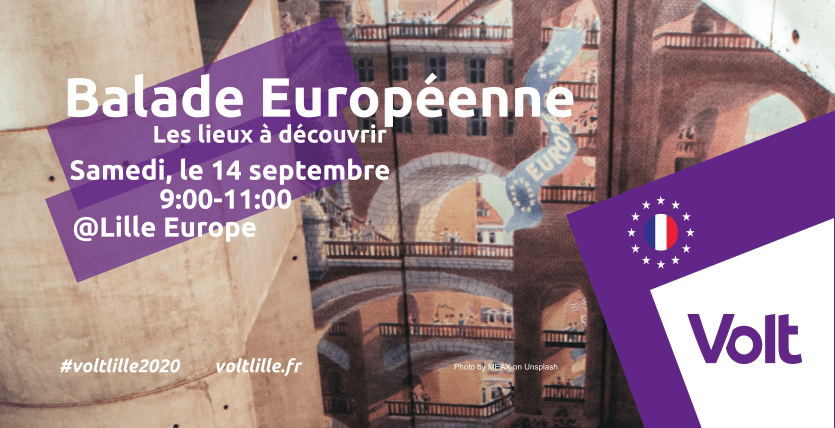 Balade Européenne
Les lieux à découvrir
Samedi, le 14 septembre
9:00-11:00
@Lille Europe
EUROPA
#voltlille2020 voltlille.fr
Photo by MEAX on Unsplash
Volt